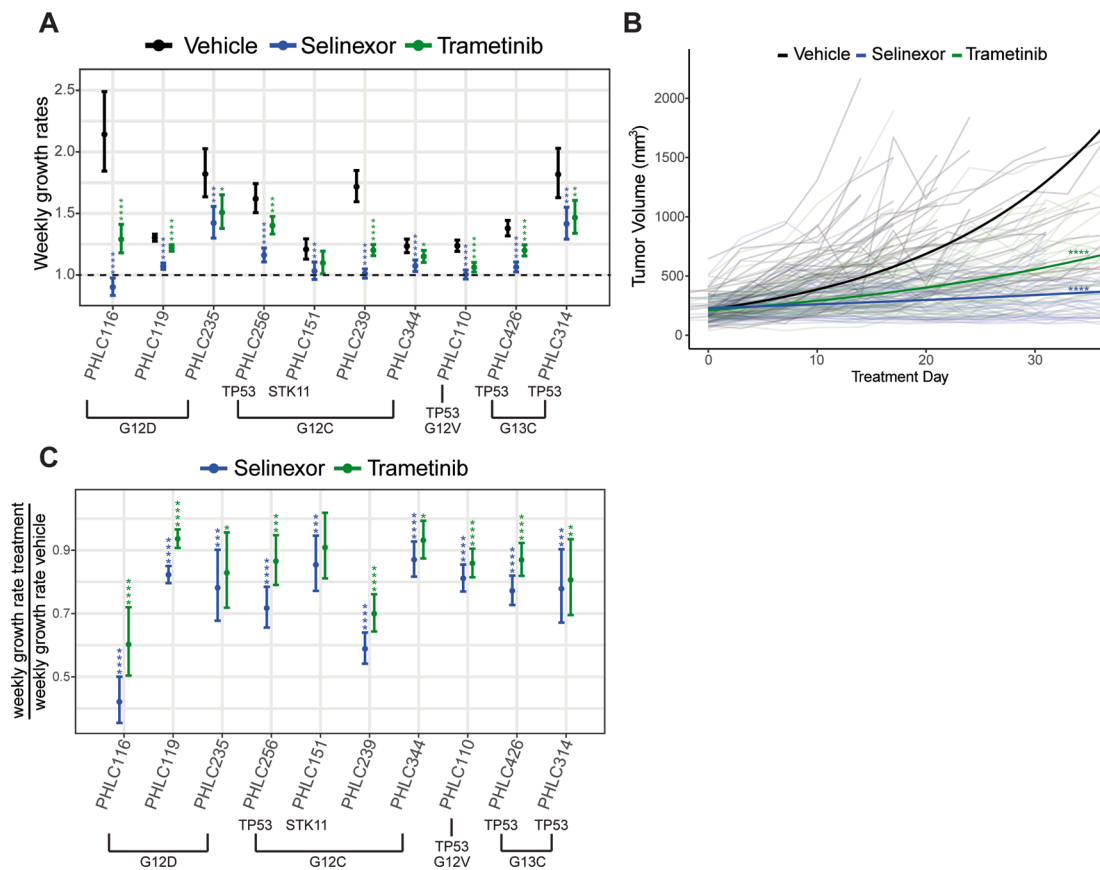 A
Vehicle Selinexor Trametinib
Weekly growth rates
2.5
2.0
1.5
1.0
**** **** **** **** *** * **** *** *** **** **** **** * **** **** **** **** *** **
PHLC116 PHLC119 PHLC235 PHLC256 PHLC151 PHLC239 PHLC344 PHLC110 PHLC426 PHLC314
TP53 STK11 TP53 TP53 TP53
G12D G12C G12V G13C
B
Vehicle Selinexor Trametinib
Tumor Volume (mm³)
2000
1500
1000
500
0
****
****
0 10 20 30
Treatment Day
C
Selinexor Trametinib
weekly growth rate treatment
weekly growth rate vehicle
0.9
0.7
0.5
**** **** **** **** *** * **** *** *** **** **** **** * **** **** **** **** *** **
PHLC116 PHLC119 PHLC235 PHLC256 PHLC151 PHLC239 PHLC344 PHLC110 PHLC426 PHLC314
TP53 STK11 TP53 TP53 TP53
G12D G12C G12V G13C